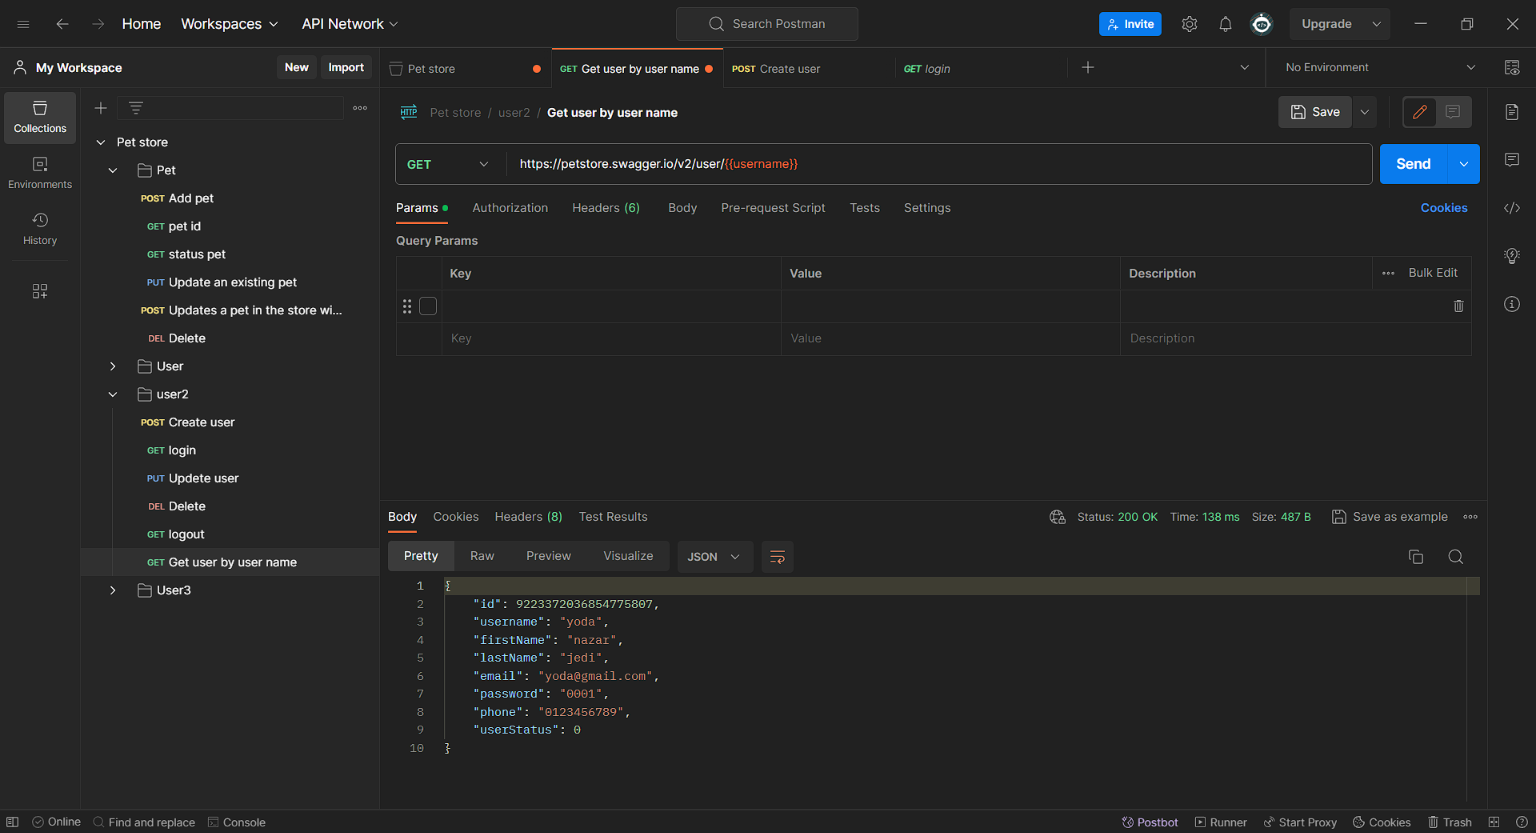 Home Workspaces API Network Search Postman Invite Upgrade
My Workspace New Import Pet store GET Get user by user name POST Create user GET login No Environment
Collections
Environments
History
Pet store
Pet
POST Add pet
GET pet id
GET status pet
PUT Update an existing pet
POST Updates a pet in the store wi...
DEL Delete
User
user2
POST Create user
GET login
PUT Updete user
DEL Delete
GET logout
GET Get user by user name
User3
HTTP Pet store / user2 / Get user by user name Save
GET https://petstore.swagger.io/v2/user/{{username}} Send
Params Authorization Headers (6) Body Pre-request Script Tests Settings Cookies
Query Params
Key Value Description Bulk Edit
Key Value Description
Body Cookies Headers (8) Test Results Status: 200 OK Time: 138 ms Size: 487 B Save as example
Pretty Raw Preview Visualize JSON
1 {
2 "id": 9223372036854775807,
3 "username": "yoda",
4 "firstName": "nazar",
5 "lastName": "jedi",
6 "email": "yoda@gmail.com",
7 "password": "0001",
8 "phone": "0123456789",
9 "userStatus": 0
10 }
Online Find and replace Console Postbot Runner Start Proxy Cookies Trash